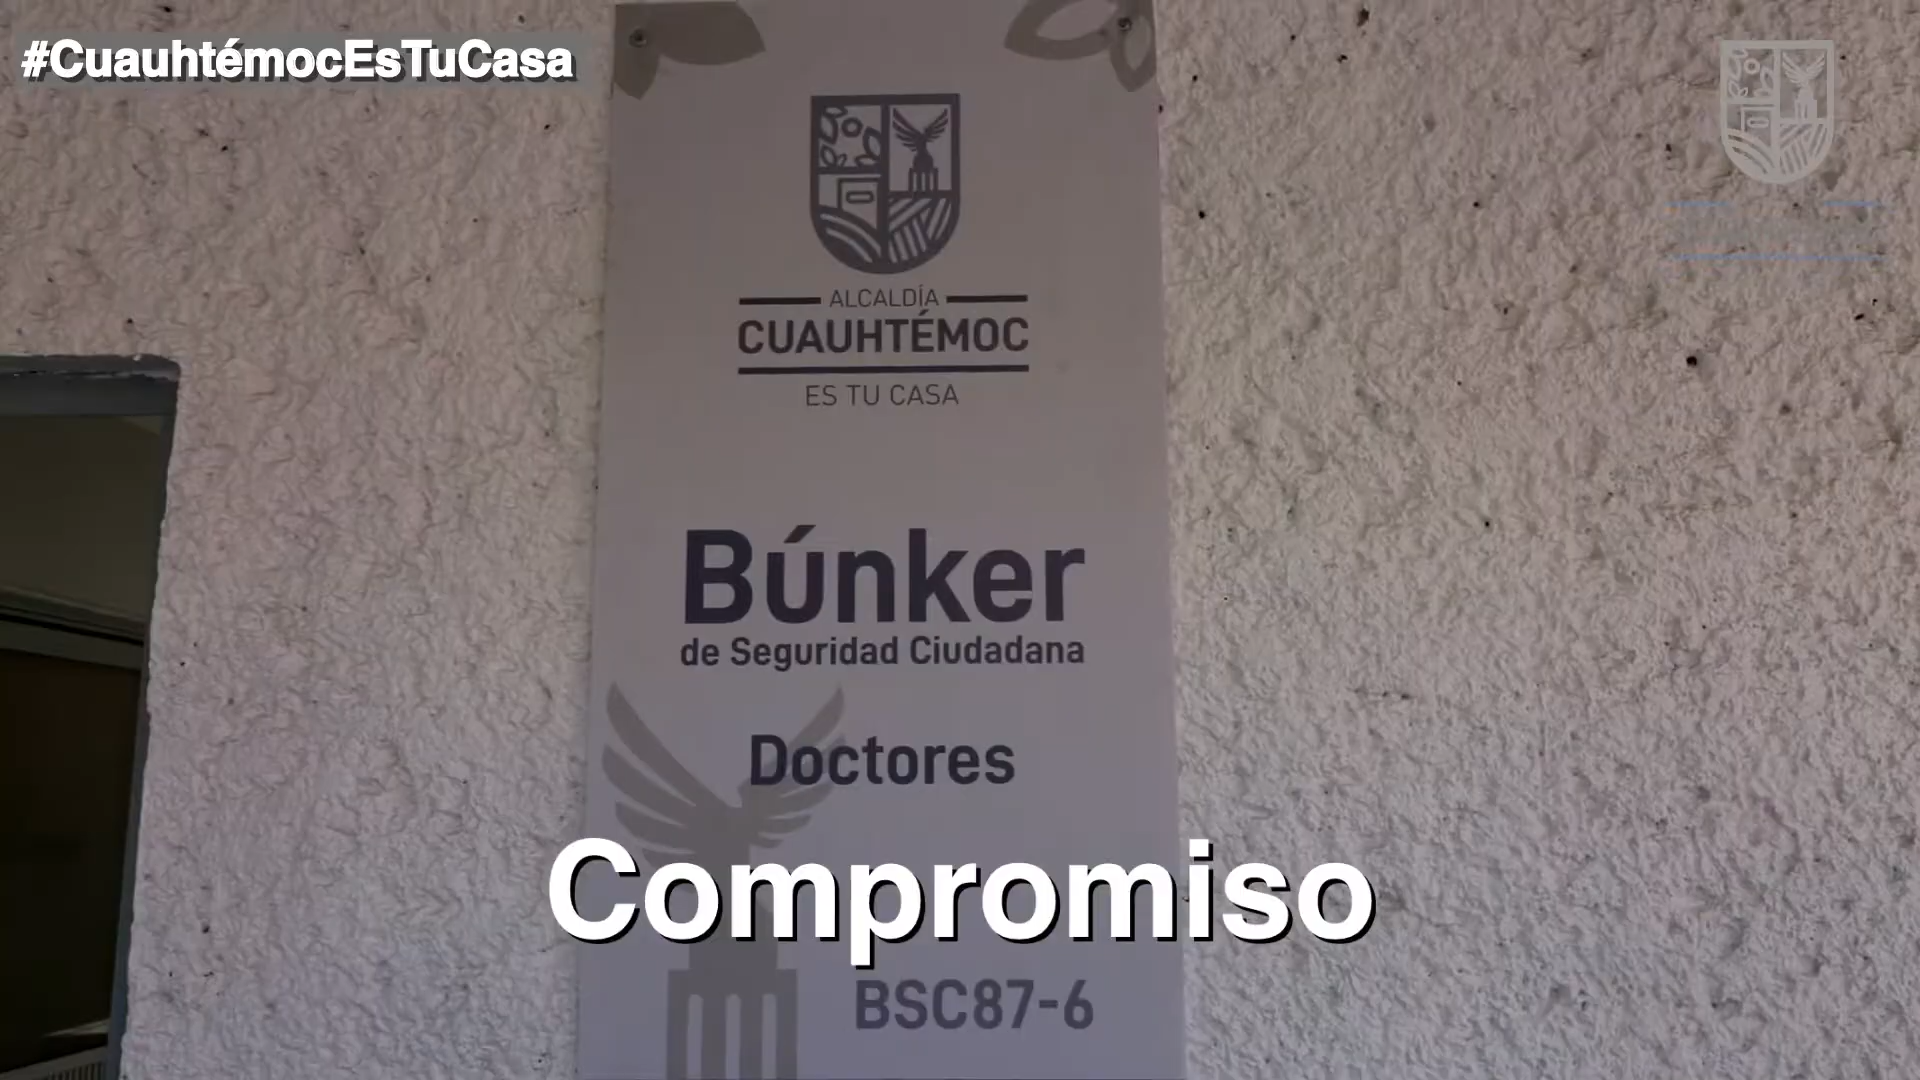 #CuauhtémocEsTuCasa
ALCALDÍA
CUAUHTÉMOC
ES TU CASA
Búnker
de Seguridad Ciudadana
Doctores
Compromiso
BSC87-6